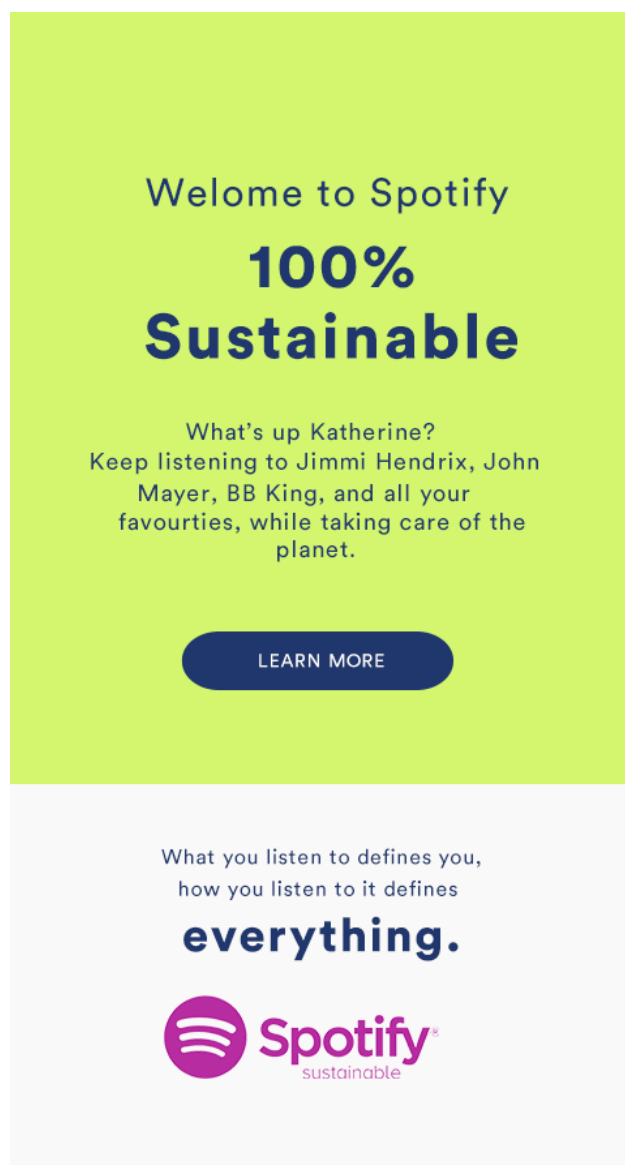 Welome to Spotify
100%
Sustainable
What's up Katherine?
Keep listening to Jimmi Hendrix, John
Mayer, BB King, and all your
favourties, while taking care of the
planet.
LEARN MORE
What you listen to defines you,
how you listen to it defines
everything.
Spotify®
sustainable